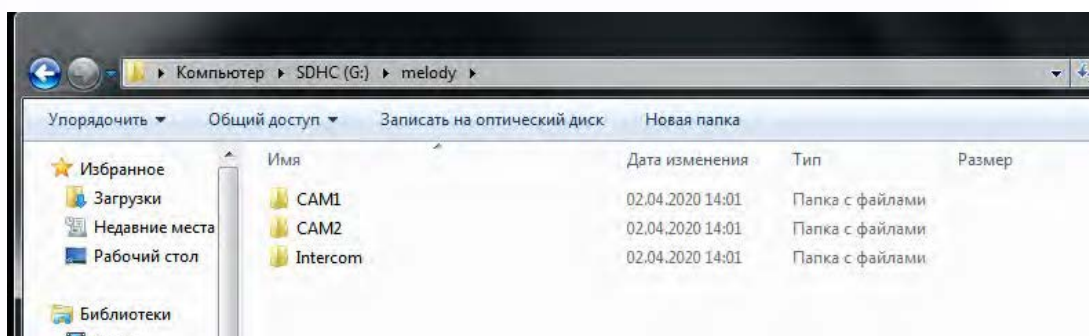 Компьютер ▸ SDHC (G:) ▸ melody ▸
Упорядочить ▾ Общий доступ ▾ Записать на оптический диск Новая папка
Избранное
Загрузки
Недавние места
Рабочий стол
Библиотеки
Имя Дата изменения Тип Размер
CAM1 02.04.2020 14:01 Папка с файлами
CAM2 02.04.2020 14:01 Папка с файлами
Intercom 02.04.2020 14:01 Папка с файлами